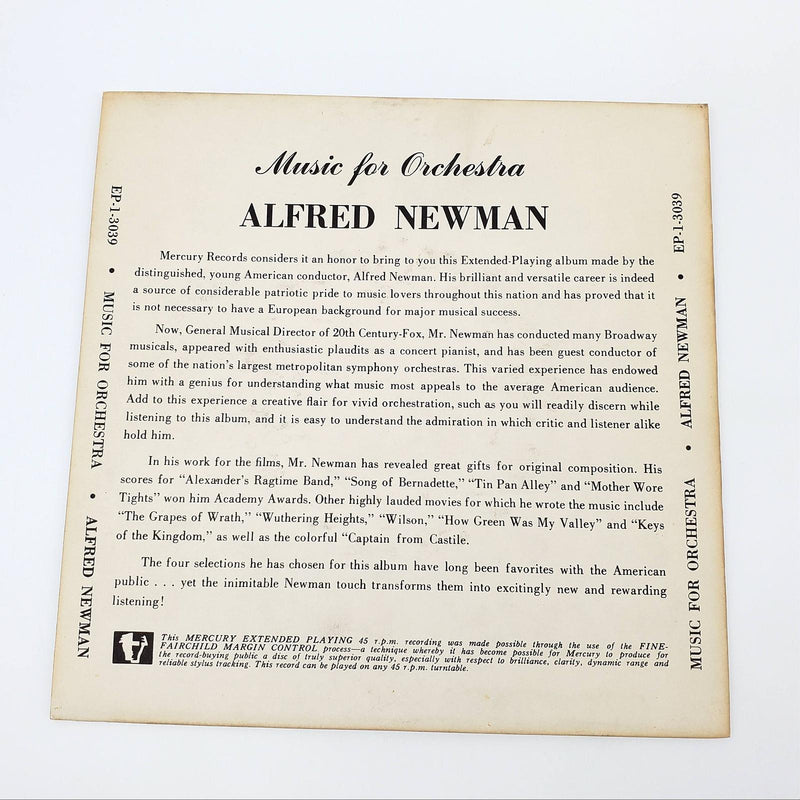 Music for Orchestra
ALFRED NEWMAN
Mercury Records considers it an honor to bring to you this Extended-Playing album made by the
distinguished, young American conductor, Alfred Newman. His brilliant and versatile career is indeed
a source of considerable patriotic pride to music lovers throughout this nation and has proved that it
is not necessary to have a European background for major musical success.
Now, General Musical Director of 20th Century-Fox, Mr. Newman has conducted many Broadway
musicals, appeared with enthusiastic plaudits as a concert pianist, and has been guest conductor of
some of the nation's largest metropolitan symphony orchestras. This varied experience has endowed
him with a genius for understanding what music most appeals to the average American audience.
Add to this experience a creative flair for vivid orchestration, such as you will readily discern while
listening to this album, and it is easy to understand the admiration in which critic and listener alike
hold him.
In his work for the films, Mr. Newman has revealed great gifts for original composition. His
scores for "Alexander's Ragtime Band," "Song of Bernadette," "Tin Pan Alley" and "Mother Wore
Tights" won him Academy Awards. Other highly lauded movies for which he wrote the music include
"The Grapes of Wrath," "Wuthering Heights," "Wilson," "How Green Was My Valley" and "Keys
of the Kingdom," as well as the colorful "Captain from Castile.
The four selections he has chosen for this album have long been favorites with the American
public . . . yet the inimitable Newman touch transforms them into excitingly new and rewarding
listening!
This MERCURY EXTENDED PLAYING 45 r.p.m. recording was made possible through the use of the FINE-
FAIRCHILD MARGIN CONTROL process—a technique whereby it has become possible for Mercury to produce for
the record-buying public a disc of truly superior quality, especially with respect to brilliance, clarity, dynamic range and
reliable stylus tracking. This record can be played on any 45 r.p.m. turntable.
EP-1-3039 • MUSIC FOR ORCHESTRA • ALFRED NEWMAN
MUSIC FOR ORCHESTRA • ALFRED NEWMAN • EP-1-3039